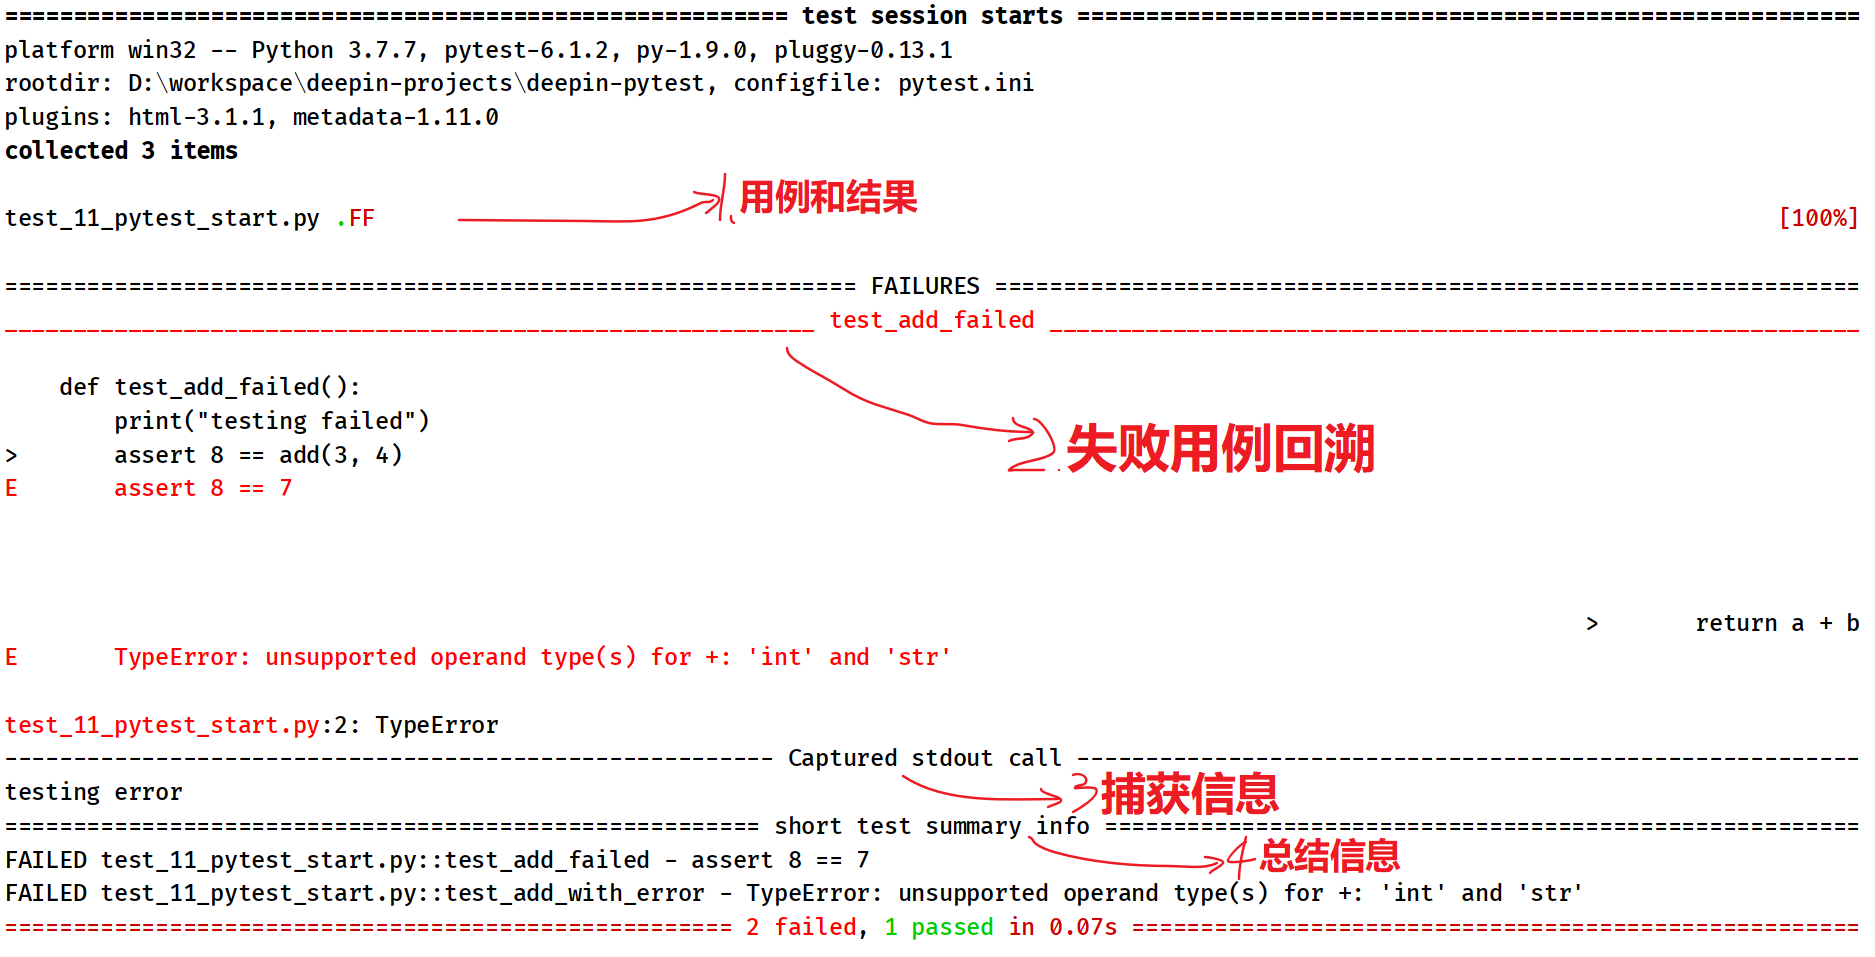 ========================================================= test session starts =========================================================
platform win32 -- Python 3.7.7, pytest-6.1.2, py-1.9.0, pluggy-0.13.1
rootdir: D:\workspace\deepin-projects\deepin-pytest, configfile: pytest.ini
plugins: html-3.1.1, metadata-1.11.0
collected 3 items
1.用例和结果
test_11_pytest_start.py .FF [100%]
============================================================== FAILURES ===============================================================
___________________________________________________________ test_add_failed ___________________________________________________________
def test_add_failed():
print("testing failed")
> assert 8 == add(3, 4)
2.失败用例回溯
E assert 8 == 7
> return a + b
E TypeError: unsupported operand type(s) for +: 'int' and 'str'
test_11_pytest_start.py:2: TypeError
-------------------------------------------------------- Captured stdout call ---------------------------------------------------------
testing error
3捕获信息
======================================================= short test summary info =======================================================
FAILED test_11_pytest_start.py::test_add_failed - assert 8 == 7
4总结信息
FAILED test_11_pytest_start.py::test_add_with_error - TypeError: unsupported operand type(s) for +: 'int' and 'str'
===================================================== 2 failed, 1 passed in 0.07s =====================================================